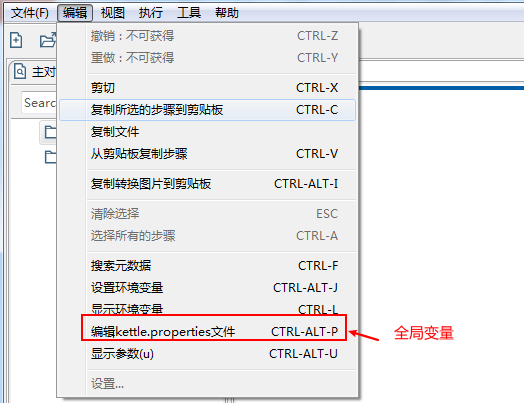 文件(F) 编辑 视图 执行 工具 帮助
撤销 : 不可获得 CTRL-Z
重做 : 不可获得 CTRL-Y
主对
剪切 CTRL-X
Searc
复制所选的步骤到剪贴板 CTRL-C
复制文件
从剪贴板复制步骤 CTRL-V
复制转换图片到剪贴板 CTRL-ALT-I
清除选择 ESC
选择所有的步骤 CTRL-A
搜索元数据 CTRL-F
设置环境变量 CTRL-ALT-J
显示环境变量 CTRL-L
编辑kettle.properties文件 CTRL-ALT-P
全局变量
显示参数(u) CTRL-ALT-U
设置...